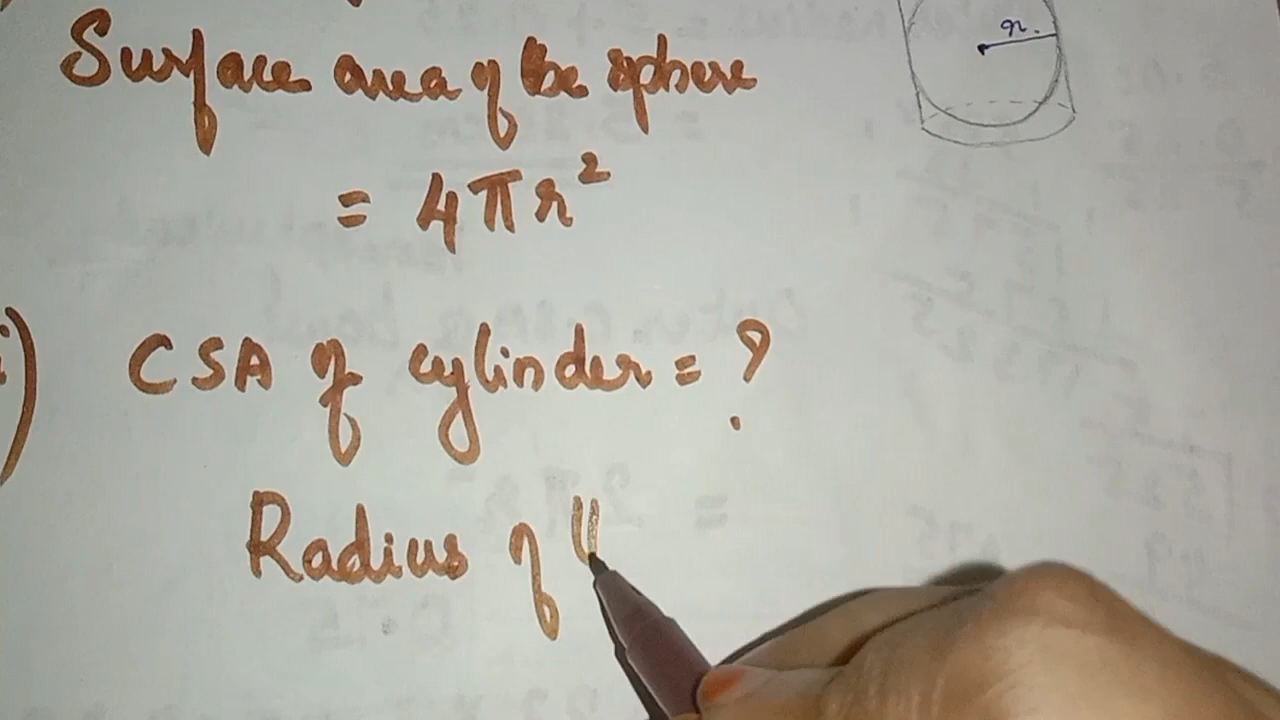 r.
Surface area of the sphere
= 4πr²
i) CSA of cylinder = ?
Radius of